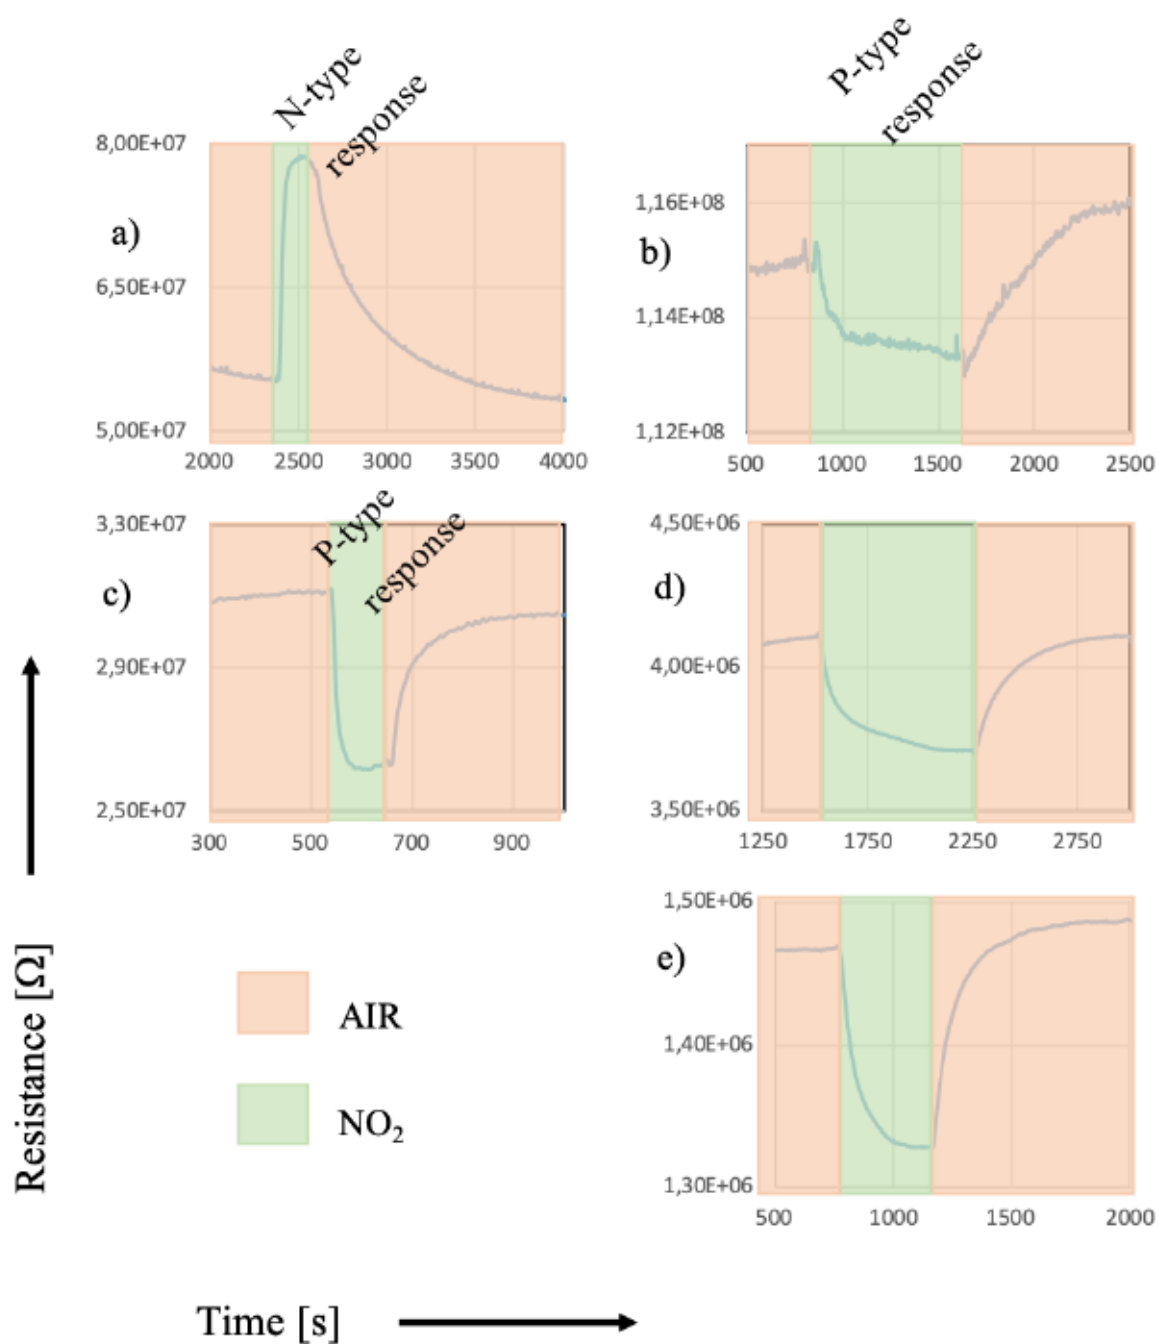 N-type
response
8,00E+07
a)
6,50E+07
5,00E+07
2000 2500 3000 3500 4000
P-type
response
1,16E+08
b)
1,14E+08
1,12E+08
500 1000 1500 2000 2500
P-type
response
3,30E+07
c)
2,90E+07
2,50E+07
300 500 700 900
4,50E+06
d)
4,00E+06
3,50E+06
1250 1750 2250 2750
1,50E+06
e)
1,40E+06
1,30E+06
500 1000 1500 2000
AIR
NO₂
Resistance [Ω]
Time [s]